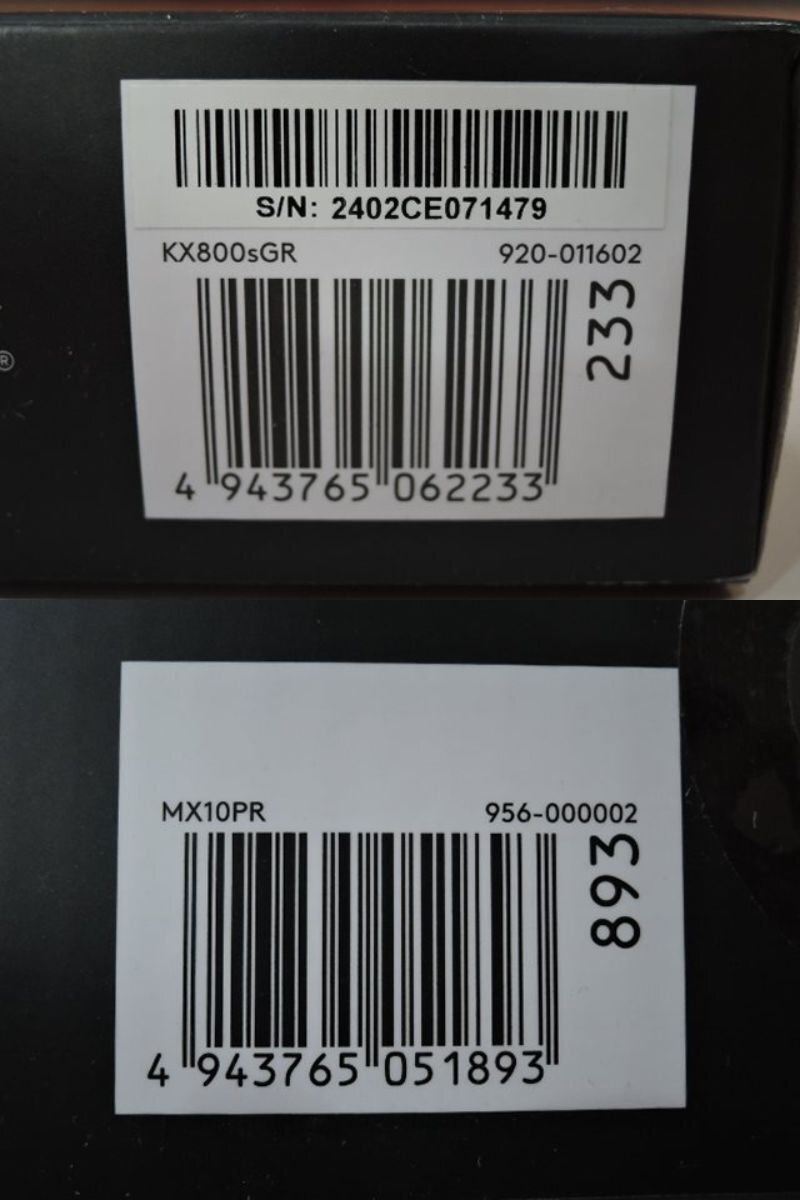 S/N: 2402CE071479
KX800sGR 920-011602
233
4 943765 062233
®
MX10PR 956-000002
893
4 943765 051893